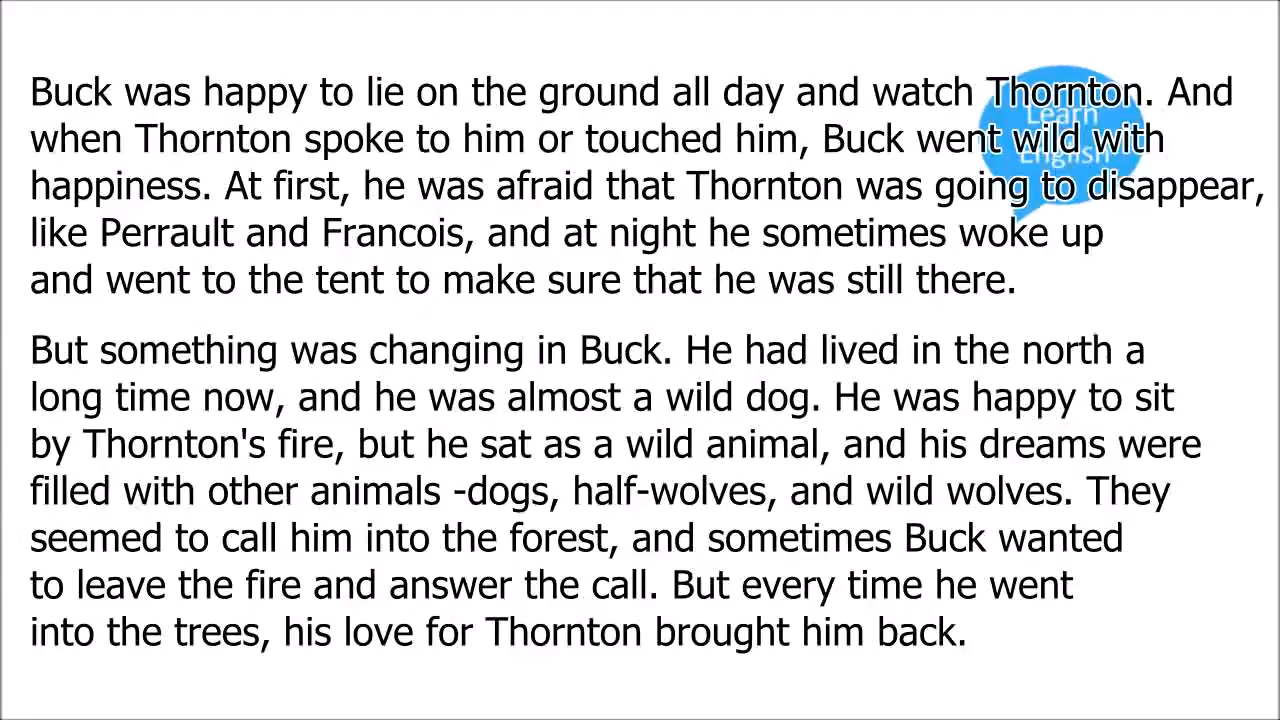 Buck was happy to lie on the ground all day and watch Thornton. And
when Thornton spoke to him or touched him, Buck went wild with
happiness. At first, he was afraid that Thornton was going to disappear,
like Perrault and Francois, and at night he sometimes woke up
and went to the tent to make sure that he was still there.
But something was changing in Buck. He had lived in the north a
long time now, and he was almost a wild dog. He was happy to sit
by Thornton's fire, but he sat as a wild animal, and his dreams were
filled with other animals -dogs, half-wolves, and wild wolves. They
seemed to call him into the forest, and sometimes Buck wanted
to leave the fire and answer the call. But every time he went
into the trees, his love for Thornton brought him back.
Learn
English